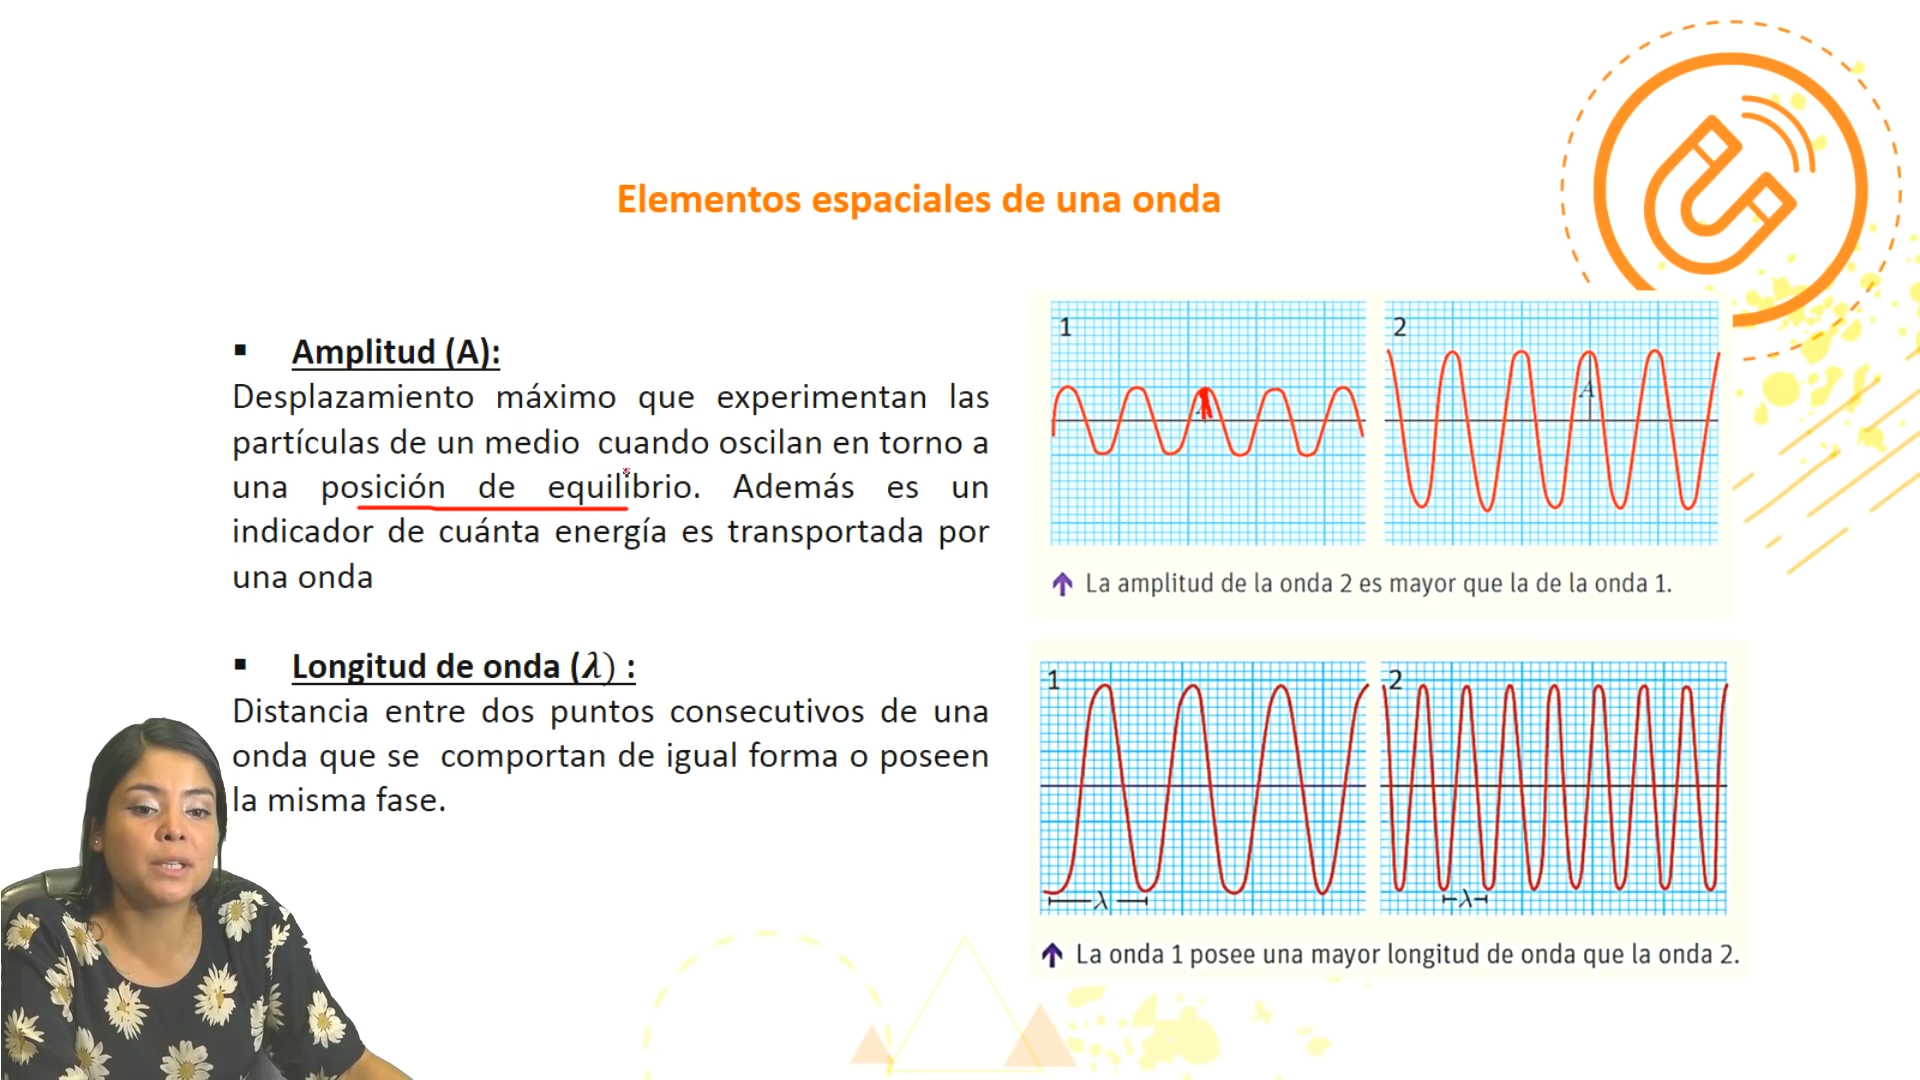 Elementos espaciales de una onda
▪ Amplitud (A):
Desplazamiento máximo que experimentan las
partículas de un medio cuando oscilan en torno a
una posición de equilibrio. Además es un
indicador de cuánta energía es transportada por
una onda
▪ Longitud de onda (λ) :
Distancia entre dos puntos consecutivos de una
onda que se comportan de igual forma o poseen
la misma fase.
1
2
A
La amplitud de la onda 2 es mayor que la de la onda 1.
1
2
λ
λ
La onda 1 posee una mayor longitud de onda que la onda 2.